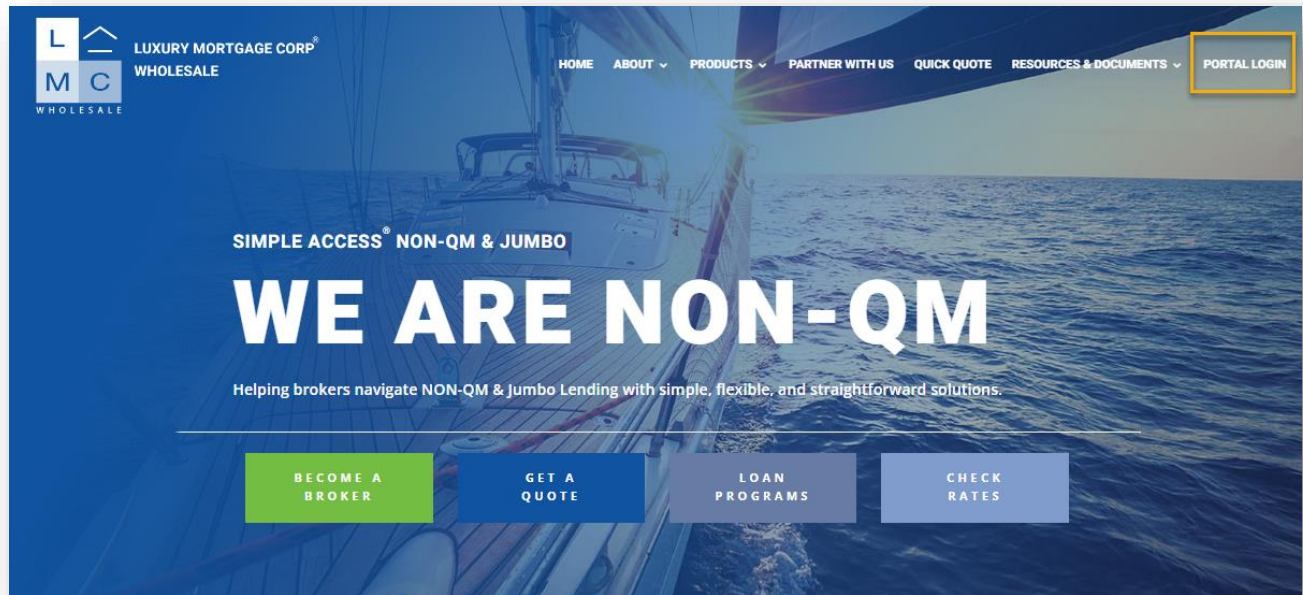 L
M C
WHOLESALE
LUXURY MORTGAGE CORP®
WHOLESALE
HOME ABOUT PRODUCTS PARTNER WITH US QUICK QUOTE RESOURCES & DOCUMENTS PORTAL LOGIN
SIMPLE ACCESS® NON-QM & JUMBO
WE ARE NON-QM
Helping brokers navigate NON-QM & Jumbo Lending with simple, flexible, and straightforward solutions.
BECOME A
BROKER
GET A
QUOTE
LOAN
PROGRAMS
CHECK
RATES